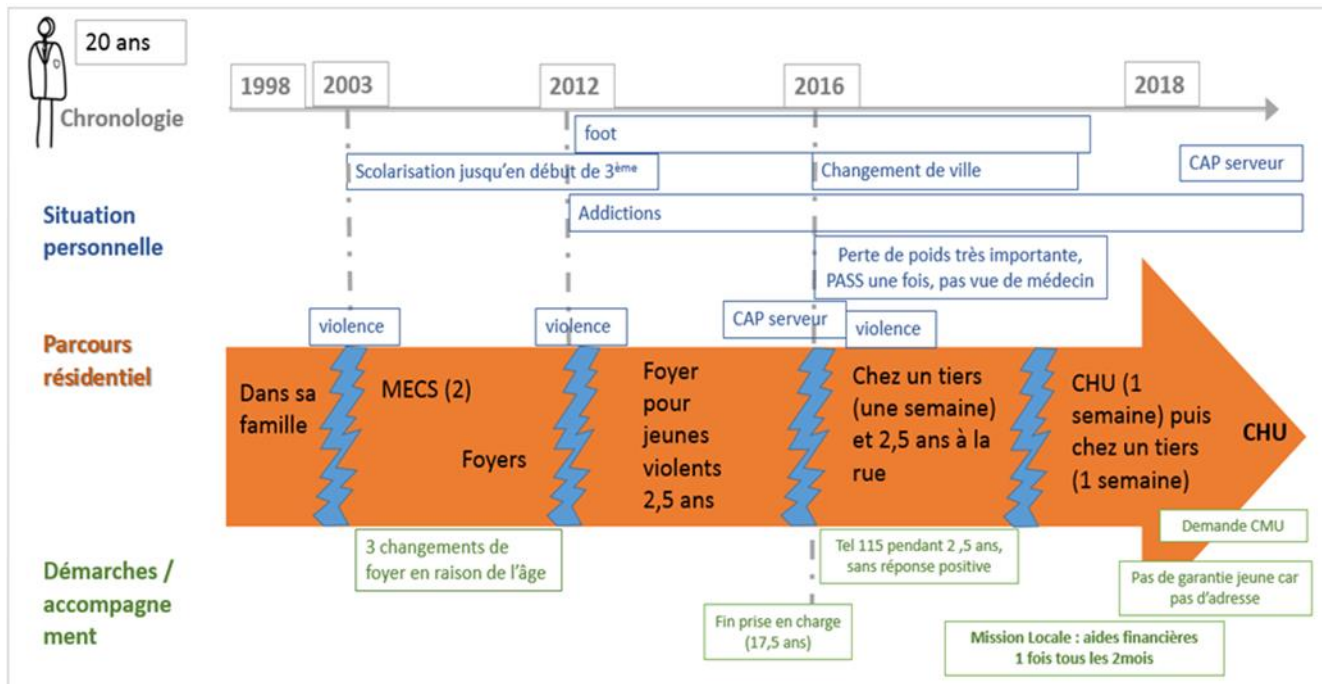 20 ans
1998
2003
2012
2016
2018
Chronologie
foot
Scolarisation jusqu'en début de 3ème
Changement de ville
CAP serveur
Situation
personnelle
Addictions
Perte de poids très importante,
PASS une fois, pas vue de médecin
violence
violence
CAP serveur
violence
Parcours
résidentiel
Dans sa
famille
MECS (2)
Foyers
Foyer
pour
jeunes
violents
2,5 ans
Chez un tiers
(une semaine)
et 2,5 ans à la
rue
CHU (1
semaine) puis
chez un tiers
(1 semaine)
CHU
Démarches /
accompagne
ment
3 changements de
foyer en raison de l'âge
Fin prise en charge
(17,5 ans)
Tel 115 pendant 2 ,5 ans,
sans réponse positive
Demande CMU
Pas de garantie jeune car
pas d'adresse
Mission Locale : aides financières
1 fois tous les 2mois